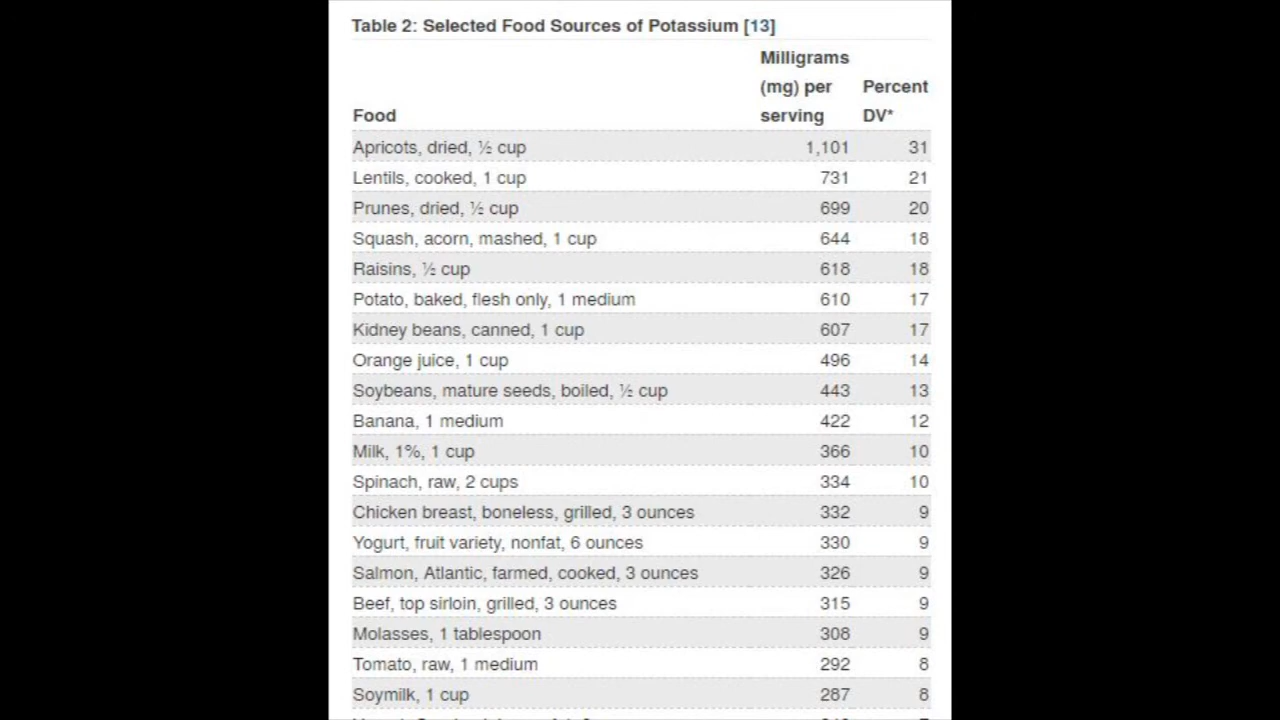 Table 2: Selected Food Sources of Potassium [13]
Milligrams
(mg) per Percent
Food serving DV*
Apricots, dried, ½ cup 1,101 31
Lentils, cooked, 1 cup 731 21
Prunes, dried, ½ cup 699 20
Squash, acorn, mashed, 1 cup 644 18
Raisins, ½ cup 618 18
Potato, baked, flesh only, 1 medium 610 17
Kidney beans, canned, 1 cup 607 17
Orange juice, 1 cup 496 14
Soybeans, mature seeds, boiled, ½ cup 443 13
Banana, 1 medium 422 12
Milk, 1%, 1 cup 366 10
Spinach, raw, 2 cups 334 10
Chicken breast, boneless, grilled, 3 ounces 332 9
Yogurt, fruit variety, nonfat, 6 ounces 330 9
Salmon, Atlantic, farmed, cooked, 3 ounces 326 9
Beef, top sirloin, grilled, 3 ounces 315 9
Molasses, 1 tablespoon 308 9
Tomato, raw, 1 medium 292 8
Soymilk, 1 cup 287 8